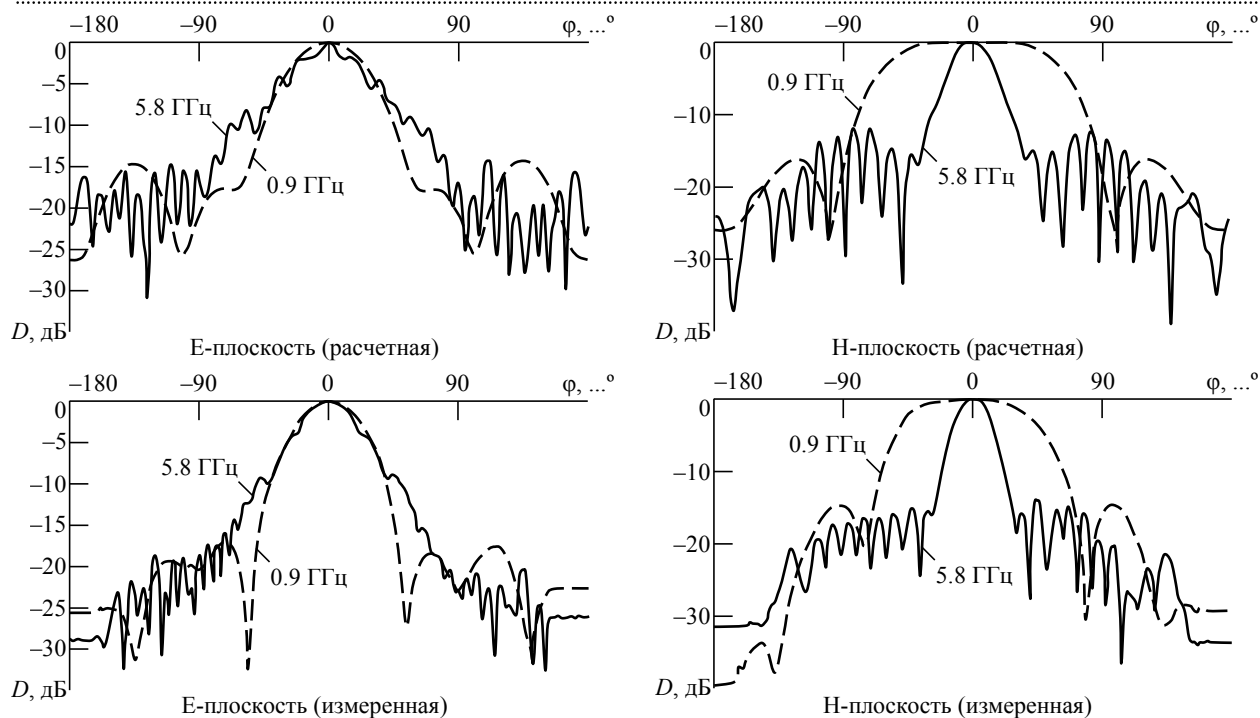 –180 –90 0 90 φ, ...º
0
–5
–10
–15
–20
–25
–30
D, дБ
5.8 ГГц
0.9 ГГц
Е-плоскость (расчетная)
–180 –90 0 90 φ, ...º
0
–10
–20
–30
D, дБ
0.9 ГГц
5.8 ГГц
Н-плоскость (расчетная)
–180 –90 0 90 φ, ...º
0
–5
–10
–15
–20
–25
–30
D, дБ
5.8 ГГц
0.9 ГГц
Е-плоскость (измеренная)
–180 –90 0 90 φ, ...º
0
–10
–20
–30
D, дБ
0.9 ГГц
5.8 ГГц
Н-плоскость (измеренная)